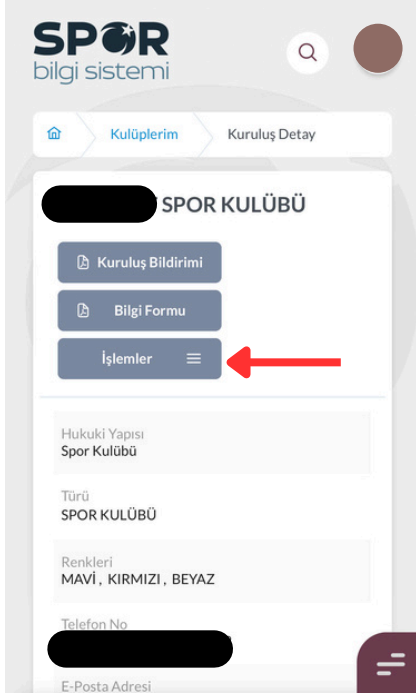 SPOR
bilgi sistemi
Kulüplerim
Kuruluş Detay
SPOR KULÜBÜ
Kuruluş Bildirimi
Bilgi Formu
İşlemler
Hukuki Yapısı
Spor Kulübü
Türü
SPOR KULÜBÜ
Renkleri
MAVİ , KIRMIZI , BEYAZ
Telefon No
E-Posta Adresi